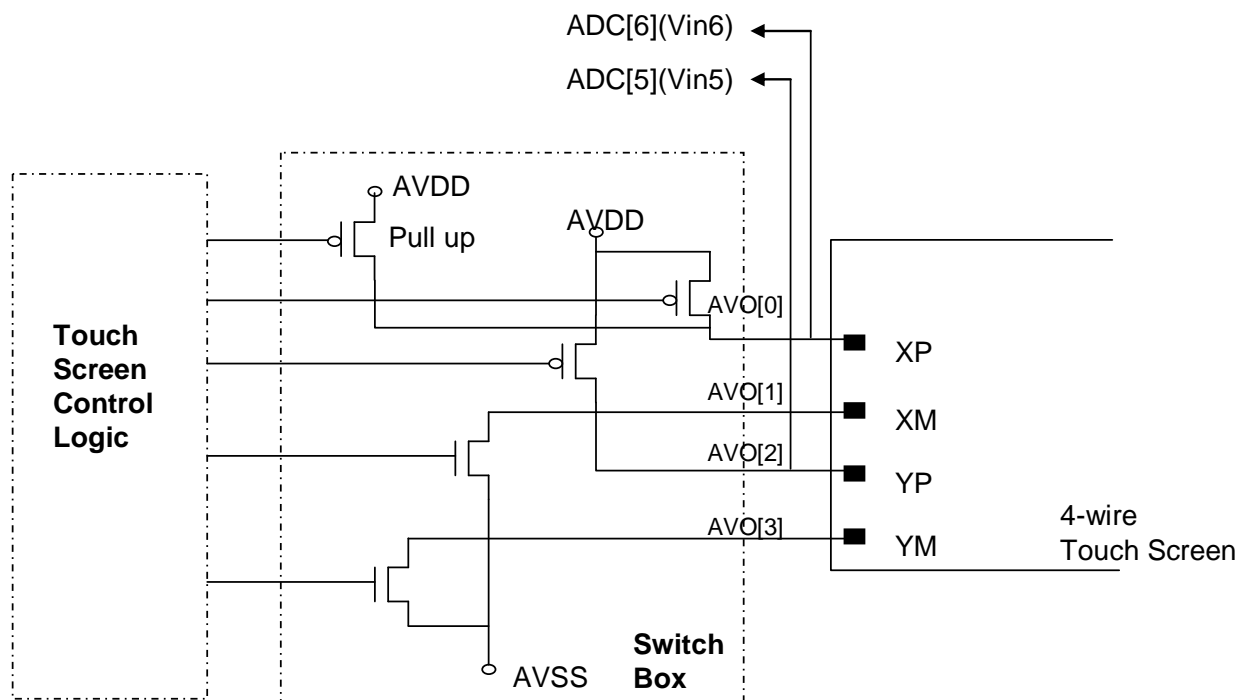 ADC[6](Vin6)
ADC[5](Vin5)
AVDD
Pull up
AVDD
AVO[0]
Touch
Screen
Control
Logic
XP
AVO[1]
XM
AVO[2]
YP
AVO[3]
YM
4-wire
Touch Screen
Switch
Box
AVSS